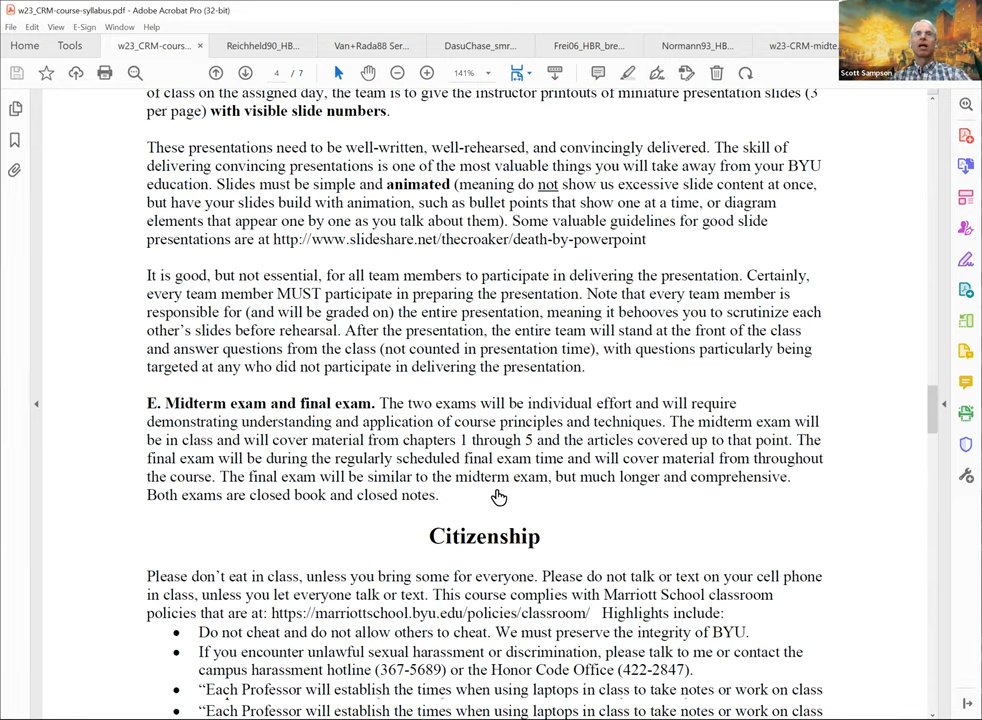 w23_CRM-course-syllabus.pdf - Adobe Acrobat Pro (32-bit)
File Edit View E-Sign Window Help
Home Tools w23_CRM-cours... × Reichheld90_HB... Van+Rada88 Ser... DasuChase_smr... Frei06_HBR_bre... Normann93_HB... w23-CRM-midte...
4 / 7 141%
Scott Sampson
of class on the assigned day, the team is to give the instructor printouts of miniature presentation slides (3
per page) with visible slide numbers.
These presentations need to be well-written, well-rehearsed, and convincingly delivered. The skill of
delivering convincing presentations is one of the most valuable things you will take away from your BYU
education. Slides must be simple and animated (meaning do not show us excessive slide content at once,
but have your slides build with animation, such as bullet points that show one at a time, or diagram
elements that appear one by one as you talk about them). Some valuable guidelines for good slide
presentations are at http://www.slideshare.net/thecroaker/death-by-powerpoint
It is good, but not essential, for all team members to participate in delivering the presentation. Certainly,
every team member MUST participate in preparing the presentation. Note that every team member is
responsible for (and will be graded on) the entire presentation, meaning it behooves you to scrutinize each
other's slides before rehearsal. After the presentation, the entire team will stand at the front of the class
and answer questions from the class (not counted in presentation time), with questions particularly being
targeted at any who did not participate in delivering the presentation.
E. Midterm exam and final exam. The two exams will be individual effort and will require
demonstrating understanding and application of course principles and techniques. The midterm exam will
be in class and will cover material from chapters 1 through 5 and the articles covered up to that point. The
final exam will be during the regularly scheduled final exam time and will cover material from throughout
the course. The final exam will be similar to the midterm exam, but much longer and comprehensive.
Both exams are closed book and closed notes.
Citizenship
Please don't eat in class, unless you bring some for everyone. Please do not talk or text on your cell phone
in class, unless you let everyone talk or text. This course complies with Marriott School classroom
policies that are at: https://marriottschool.byu.edu/policies/classroom/ Highlights include:
• Do not cheat and do not allow others to cheat. We must preserve the integrity of BYU.
• If you encounter unlawful sexual harassment or discrimination, please talk to me or contact the
campus harassment hotline (367-5689) or the Honor Code Office (422-2847).
• "Each Professor will establish the times when using laptops in class to take notes or work on class
• "Each Professor will establish the times when using laptops in class to take notes or work on class